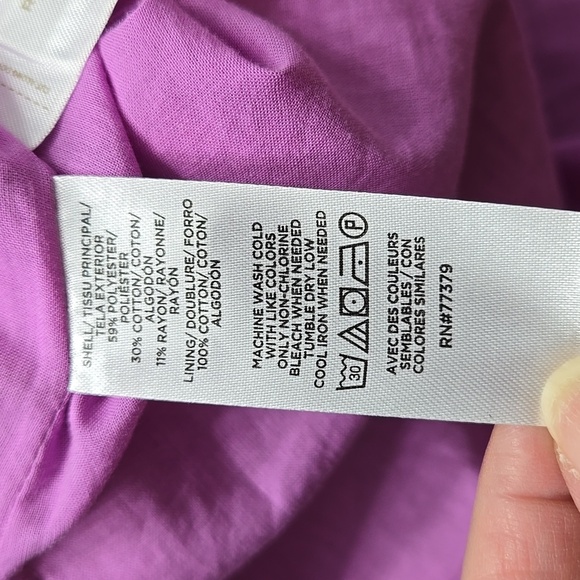 SHELL/ TISSU PRINCIPAL/
TELA EXTERIOR
59% POLYESTER/
POLIÉSTER
30% COTTON/COTON/
ALGODÓN
11% RAYON/RAYONNE/
RAYÓN
LINING/ DOUBLURE/ FORRO
100% COTTON/ COTON/
ALGODÓN
MACHINE WASH COLD
WITH LIKE COLORS
ONLY NON-CHLORINE
BLEACH WHEN NEEDED
TUMBLE DRY LOW
COOL IRON WHEN NEEDED
30 P
AVEC DES COULEURS
SEMBLABLES / CON
COLORES SIMILARES
RN#77379